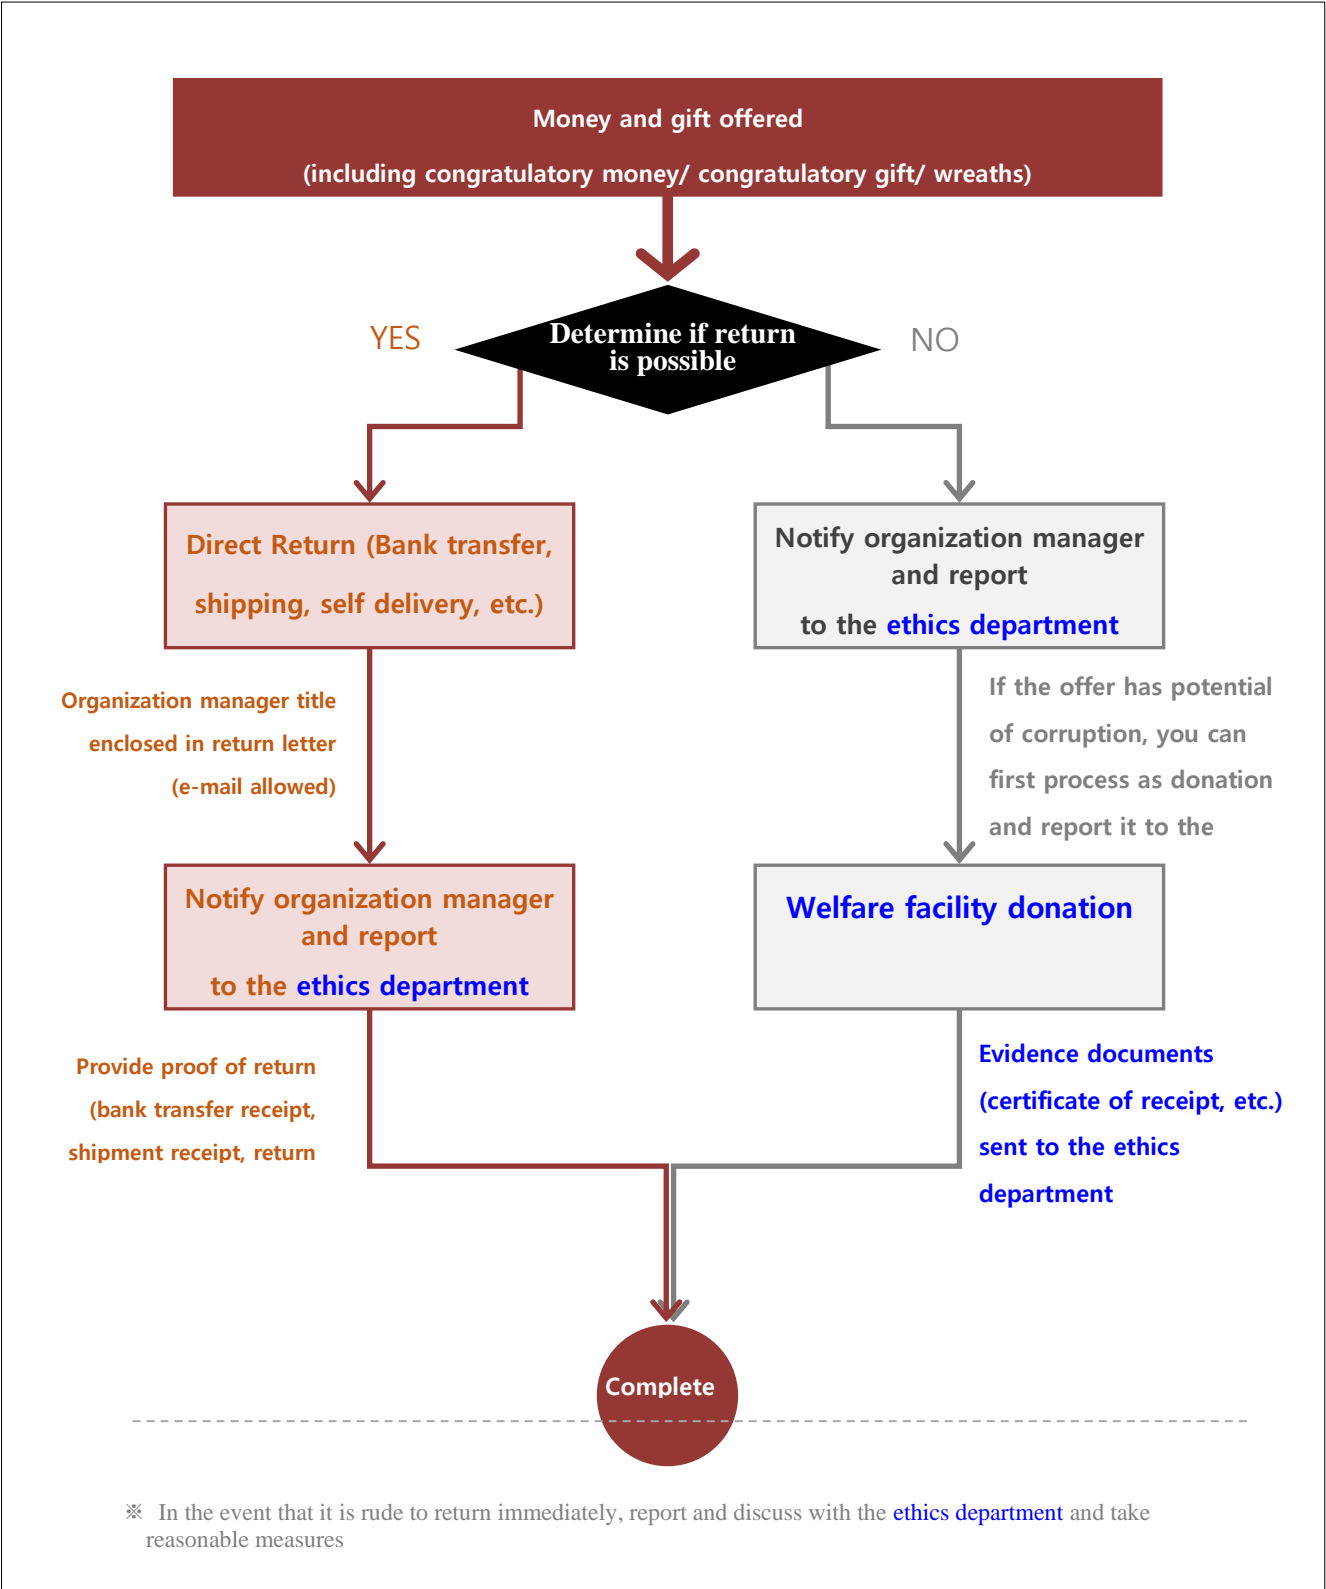 Money and gift offered
(including congratulatory money/ congratulatory gift/ wreaths)
YES
Determine if return
is possible
NO
Direct Return (Bank transfer,
shipping, self delivery, etc.)
Notify organization manager
and report
to the ethics department
Organization manager title
enclosed in return letter
(e-mail allowed)
If the offer has potential
of corruption, you can
first process as donation
and report it to the
Notify organization manager
and report
to the ethics department
Welfare facility donation
Provide proof of return
(bank transfer receipt,
shipment receipt, return
Evidence documents
(certificate of receipt, etc.)
sent to the ethics
department
Complete
※ In the event that it is rude to return immediately, report and discuss with the ethics department and take
reasonable measures